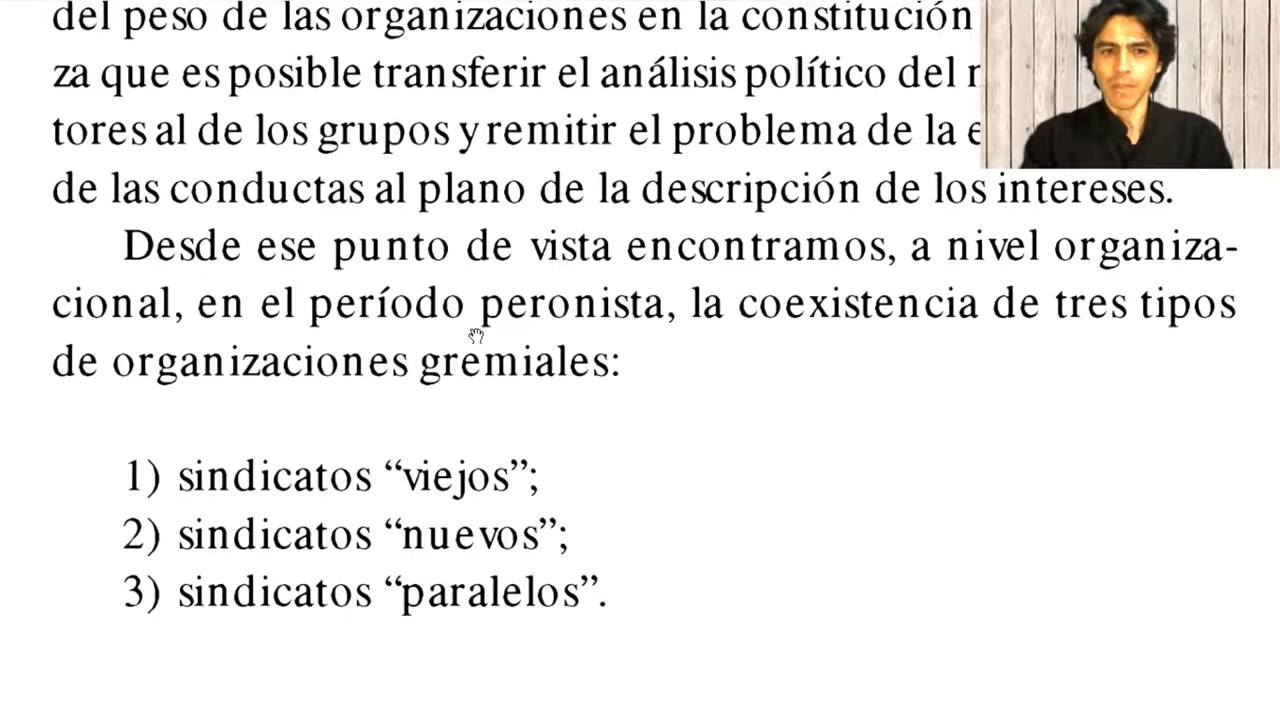 del peso de las organizaciones en la constitución
za que es posible transferir el análisis político del
tores al de los grupos y remitir el problema de la
de las conductas al plano de la descripción de los intereses.
Desde ese punto de vista encontramos, a nivel organiza-
cional, en el período peronista, la coexistencia de tres tipos
de organizaciones gremiales:
1) sindicatos “viejos”;
2) sindicatos “nuevos”;
3) sindicatos “paralelos”.